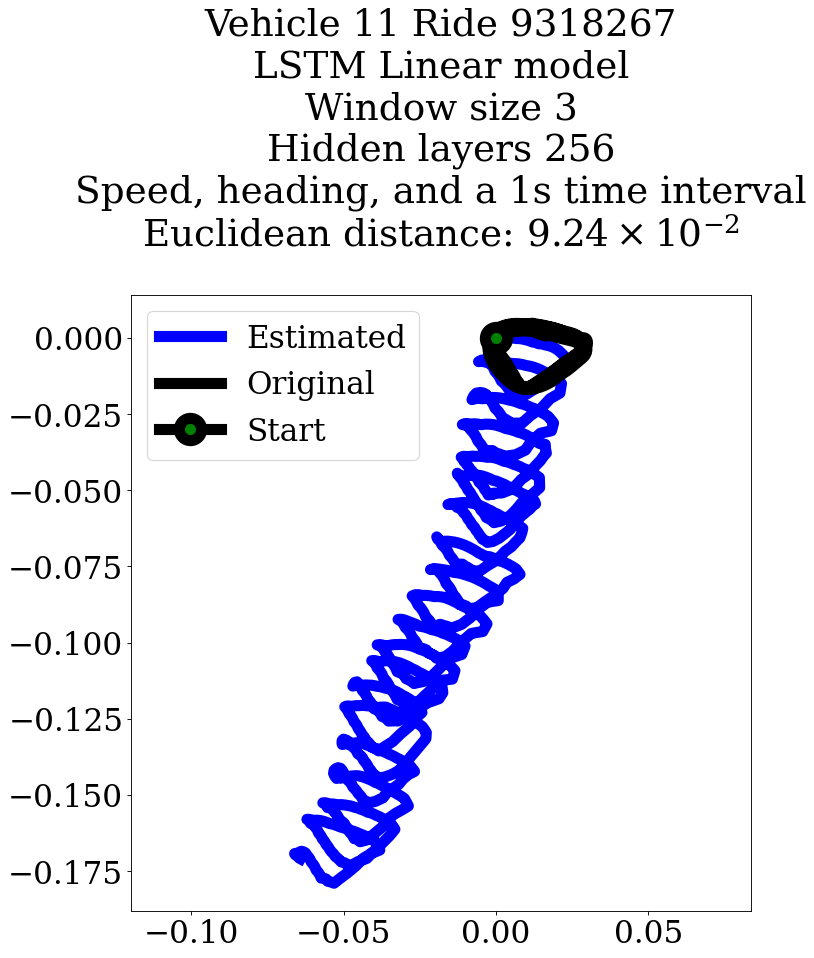 Vehicle 11 Ride 9318267
LSTM Linear model
Window size 3
Hidden layers 256
Speed, heading, and a 1s time interval
Euclidean distance: 9.24 × 10⁻²
Estimated
Original
Start
0.000
−0.025
−0.050
−0.075
−0.100
−0.125
−0.150
−0.175
−0.10 −0.05 0.00 0.05